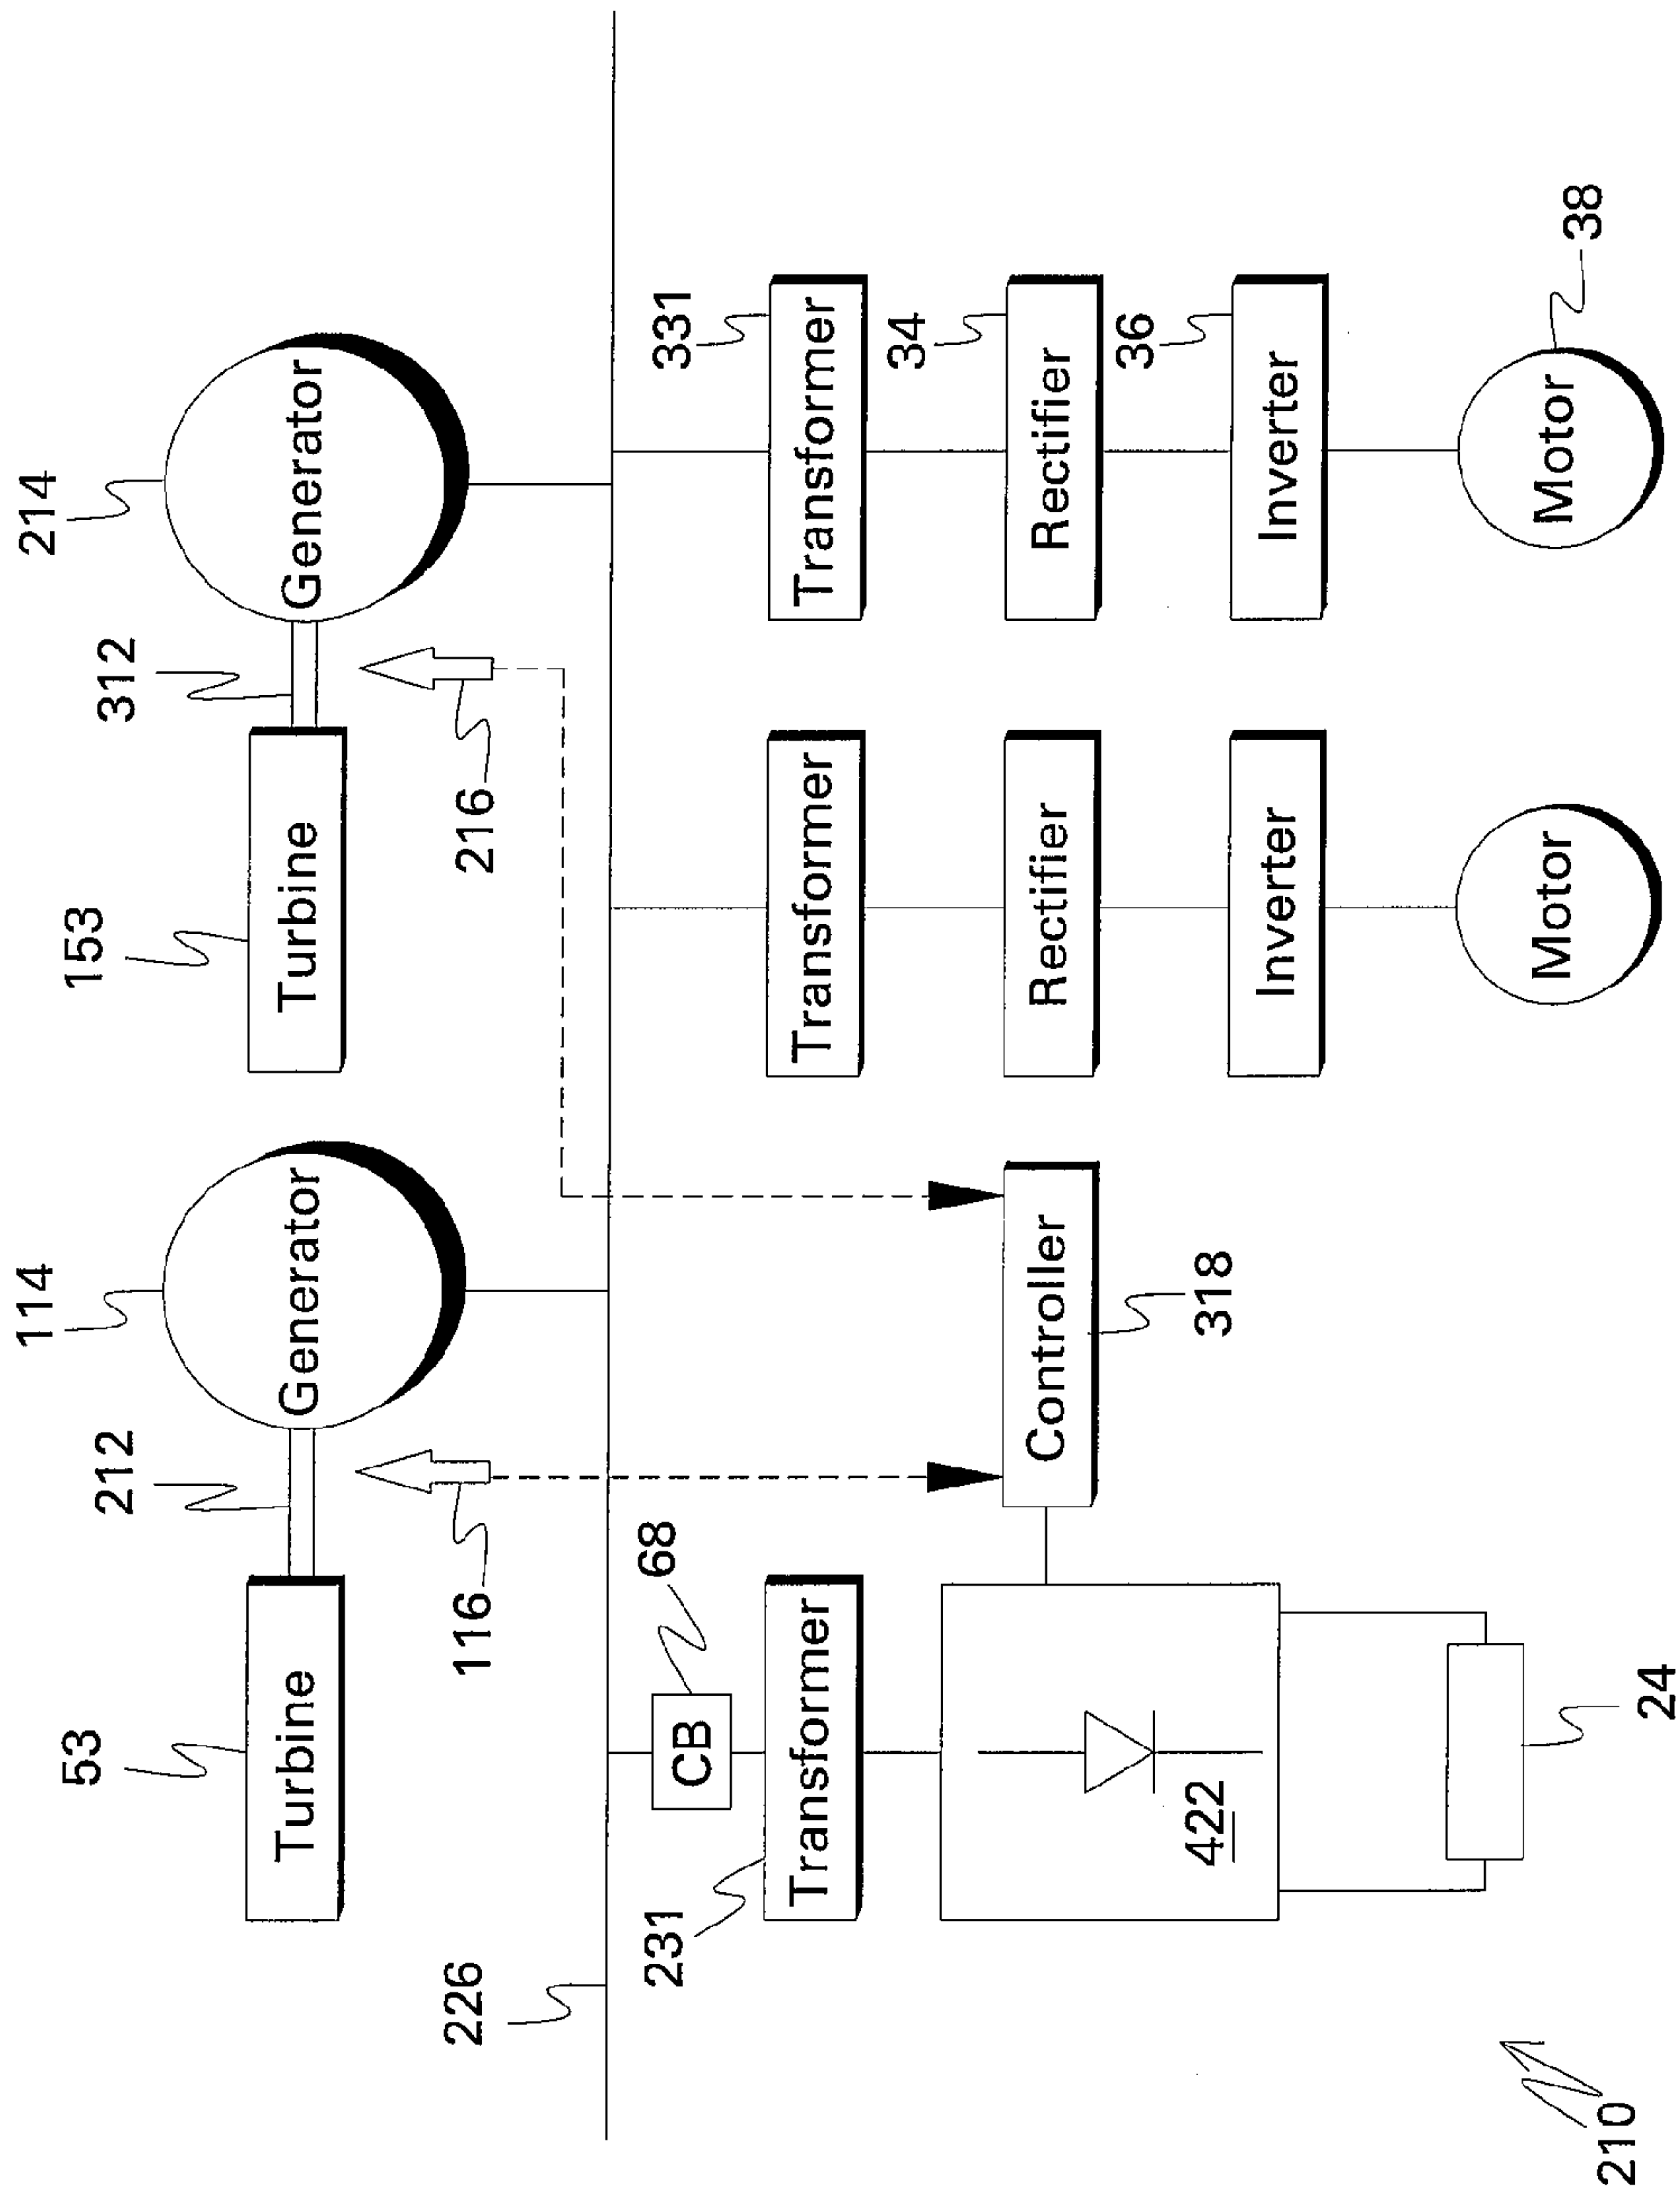 53
212
114
153
312
214
Turbine
Generator
Turbine
Generator
116
216
226
68
CB
231
331
Transformer
Transformer
Transformer
34
Controller
Rectifier
Rectifier
318
422
36
Inverter
Inverter
24
38
Motor
Motor
210